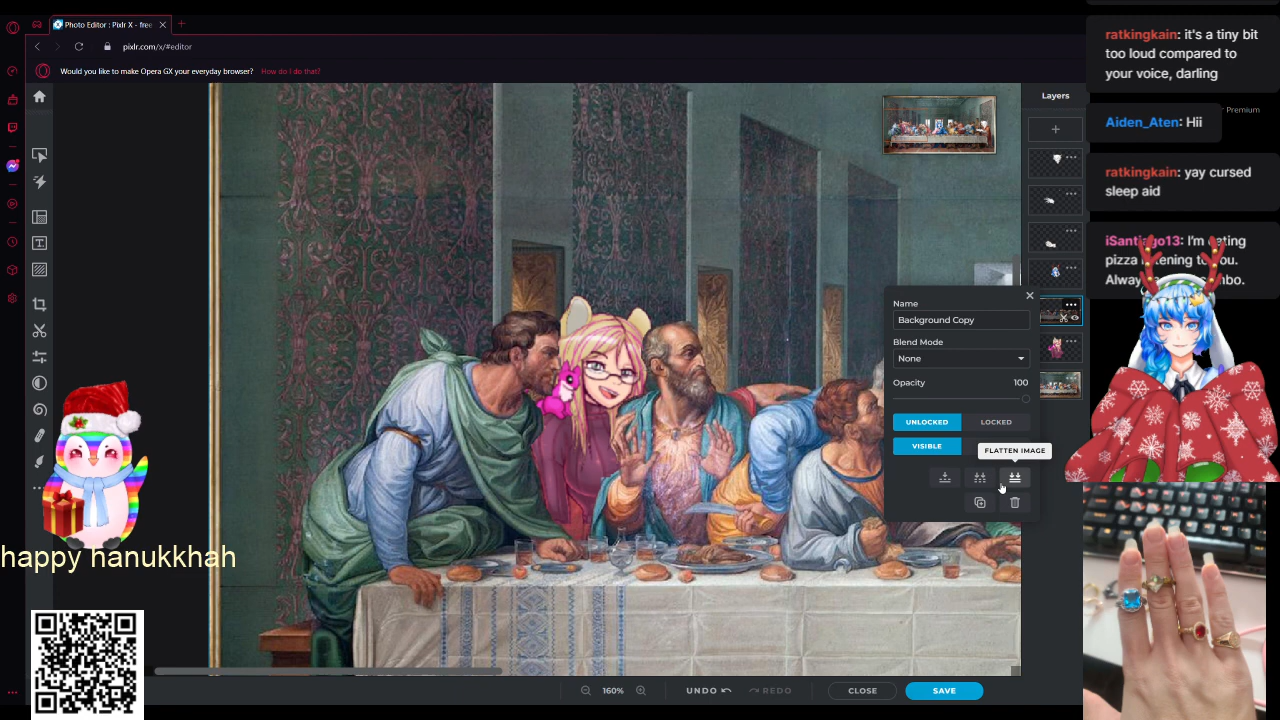 Photo Editor : Pixlr X - free
pixlr.com/x/#editor
Would you like to make Opera GX your everyday browser? How do I do that?
Layers
Name
Background Copy
Blend Mode
None
Opacity 100
UNLOCKED LOCKED
VISIBLE
FLATTEN IMAGE
160% UNDO REDO CLOSE SAVE
happy hanukkhah
ratkingkain: it's a tiny bit
too loud compared to
your voice, darling
Premium
Aiden_Aten: Hii
ratkingkain: yay cursed
sleep aid